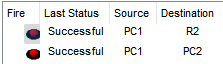 Fire Last Status Source Destination
Successful PC1 R2
Successful PC1 PC2